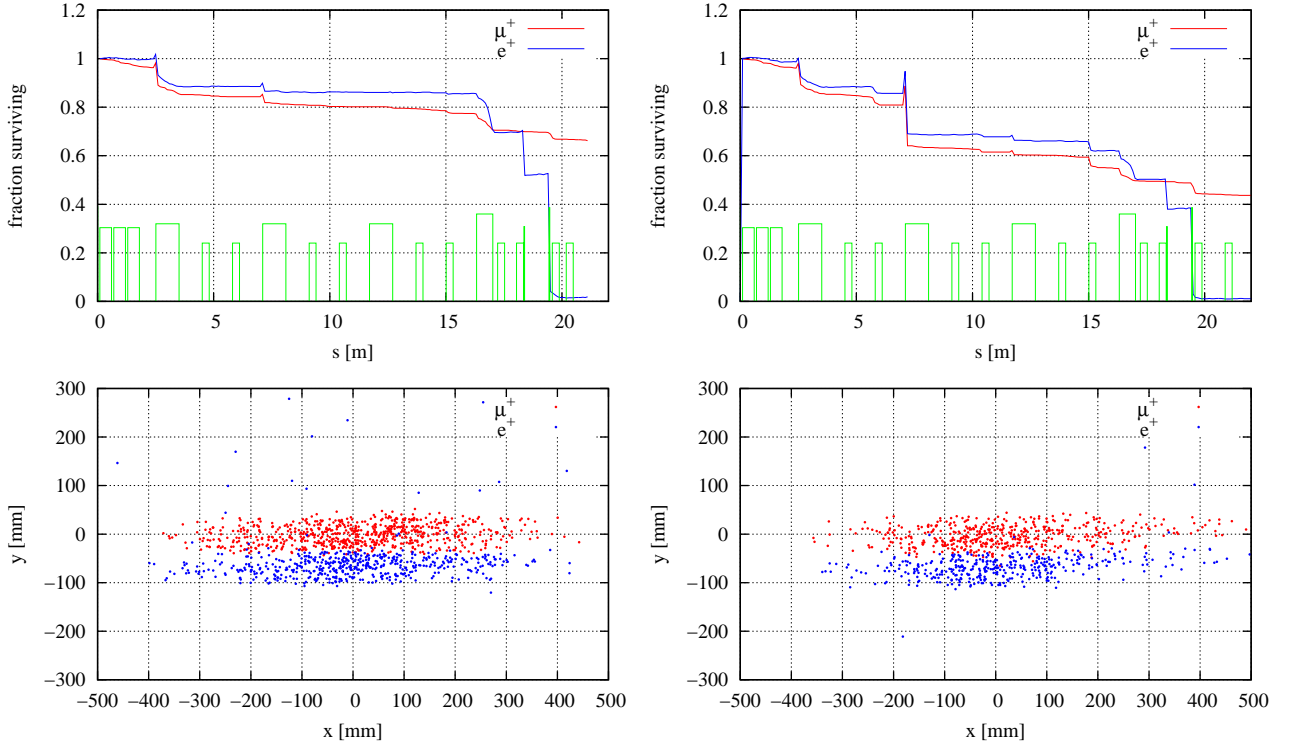 1.2
1
0.8
0.6
0.4
0.2
0
fraction surviving
μ+
e+
0 5 10 15 20
s [m]
1.2
1
0.8
0.6
0.4
0.2
0
fraction surviving
μ+
e+
0 5 10 15 20
s [m]
300
200
100
0
−100
−200
−300
y [mm]
μ+
e+
−500 −400 −300 −200 −100 0 100 200 300 400 500
x [mm]
300
200
100
0
−100
−200
−300
y [mm]
μ+
e+
−500 −400 −300 −200 −100 0 100 200 300 400 500
x [mm]